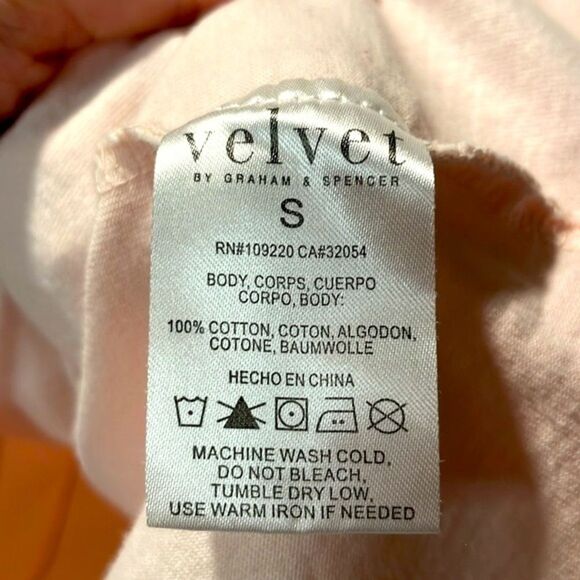 velvet
BY GRAHAM & SPENCER
S
RN#109220 CA#32054
BODY, CORPS, CUERPO
CORPO, BODY:
100% COTTON, COTON, ALGODON,
COTONE, BAUMWOLLE
HECHO EN CHINA
MACHINE WASH COLD,
DO NOT BLEACH,
TUMBLE DRY LOW,
USE WARM IRON IF NEEDED